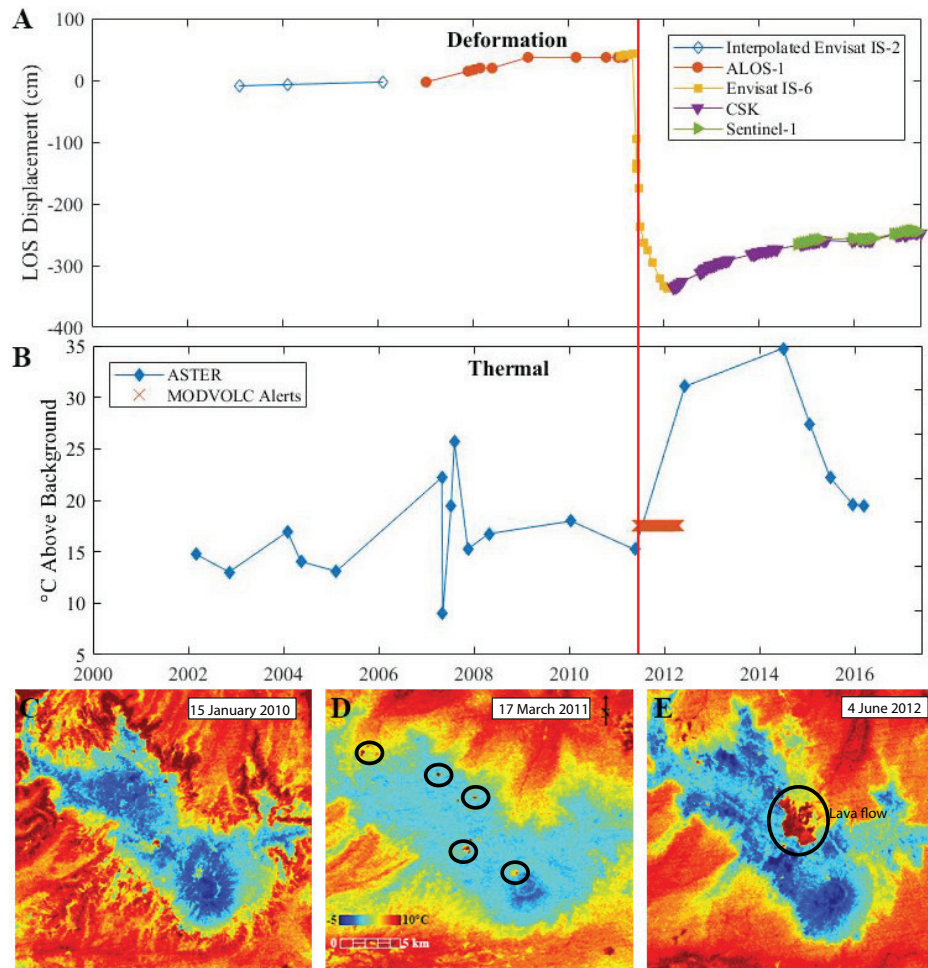 A
Deformation
LOS Displacement (cm)
100
0
-100
-200
-300
-400
Interpolated Envisat IS-2
ALOS-1
Envisat IS-6
CSK
Sentinel-1
B
Thermal
°C Above Background
35
30
25
20
15
10
5
ASTER
MODVOLC Alerts
2000 2002 2004 2006 2008 2010 2012 2014 2016
C
15 January 2010
D
17 March 2011
-5 10°C
0 5 km
E
4 June 2012
Lava flow